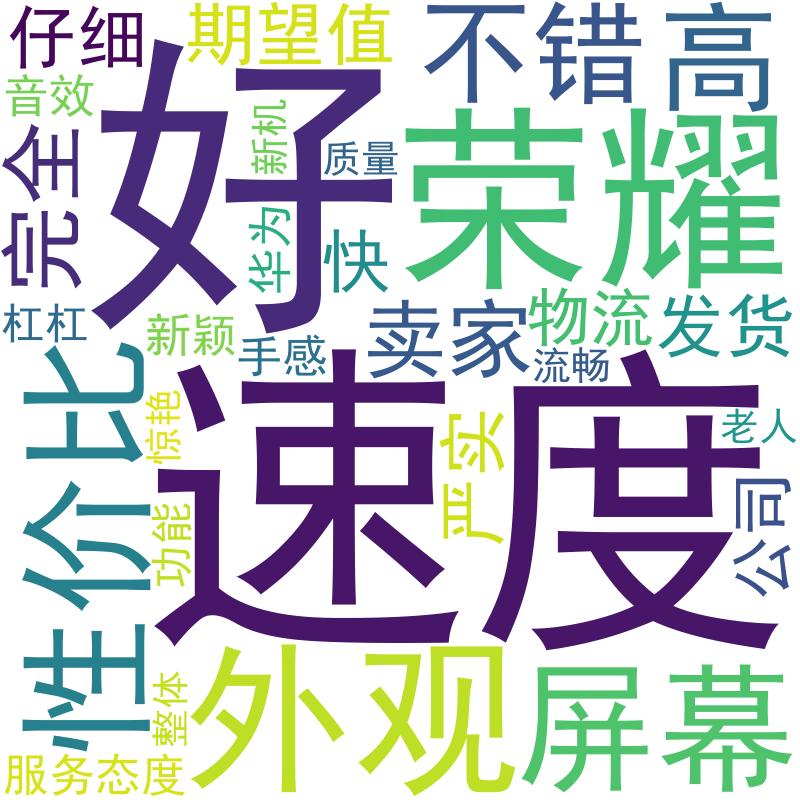 仔细
期望值
不错
高
音效
好
新机
质量
荣耀
完全
华为
快
杠杠
新颖
手感
卖家
物流
发货
流畅
性价比
惊艳
速度
严实
老人
功能
公司
整体
外观
屏幕
服务态度